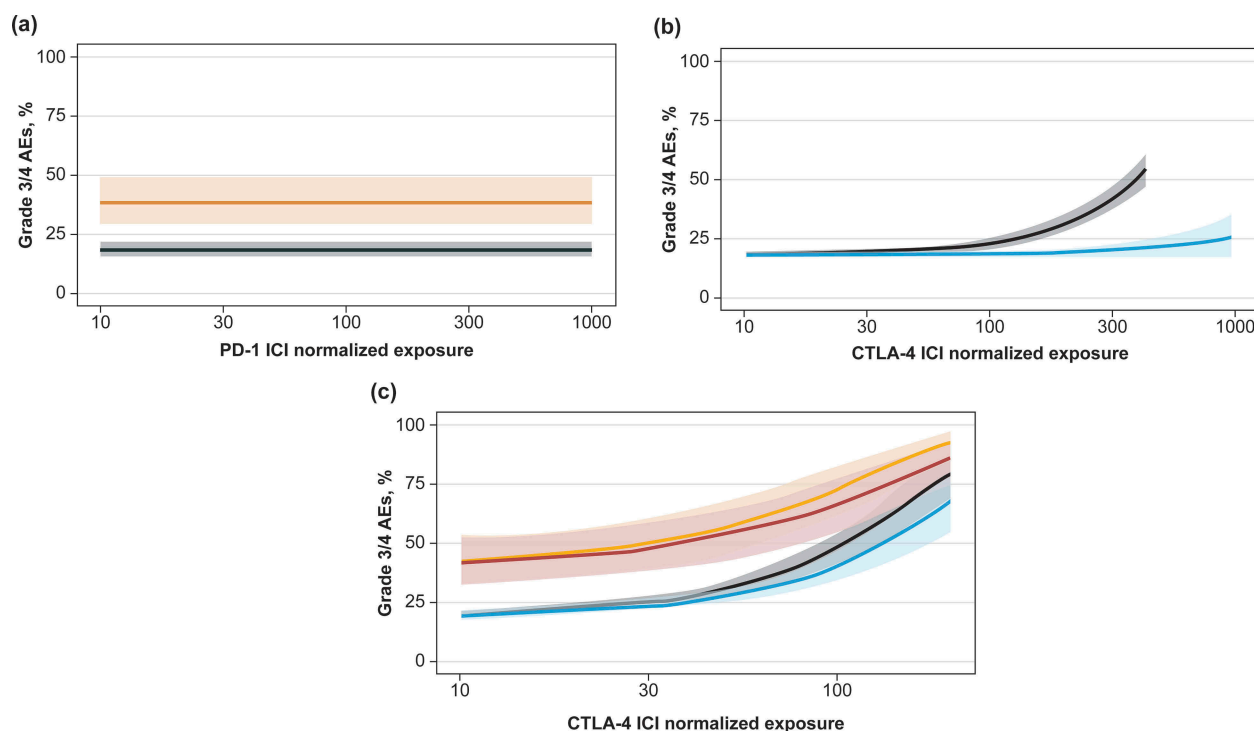 (a)
100
75
50
25
0
Grade 3/4 AEs, %
10 30 100 300 1000
PD-1 ICI normalized exposure
(b)
100
75
50
25
0
Grade 3/4 AEs, %
10 30 100 300 1000
CTLA-4 ICI normalized exposure
(c)
100
75
50
25
0
Grade 3/4 AEs, %
10 30 100
CTLA-4 ICI normalized exposure